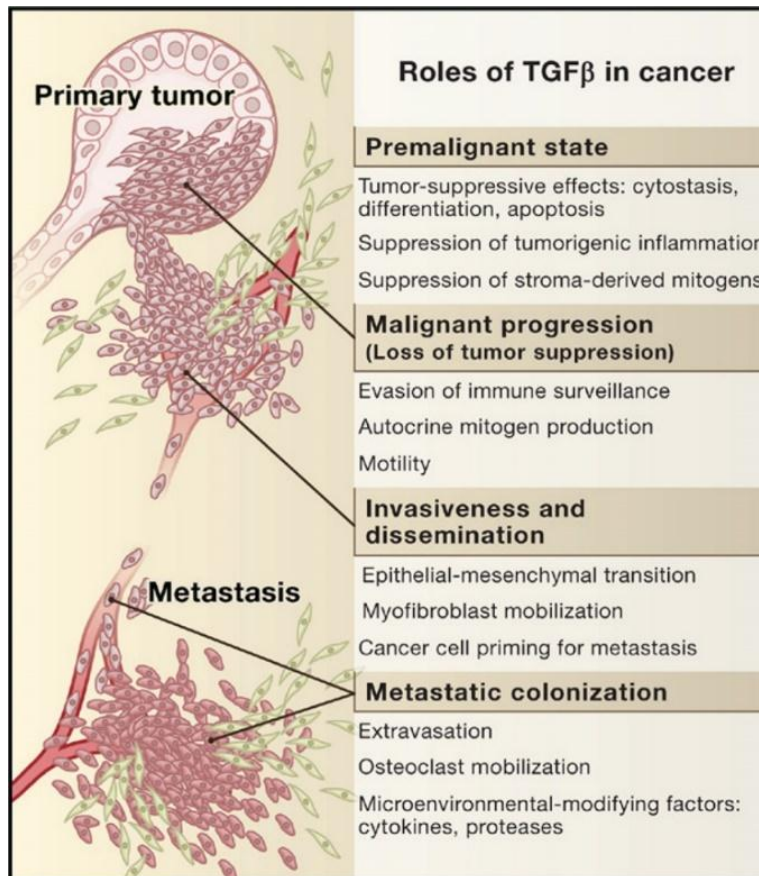 Primary tumor
Metastasis
Roles of TGFβ in cancer
Premalignant state
Tumor-suppressive effects: cytostasis,
differentiation, apoptosis
Suppression of tumorigenic inflammation
Suppression of stroma-derived mitogens
Malignant progression
(Loss of tumor suppression)
Evasion of immune surveillance
Autocrine mitogen production
Motility
Invasiveness and
dissemination
Epithelial-mesenchymal transition
Myofibroblast mobilization
Cancer cell priming for metastasis
Metastatic colonization
Extravasation
Osteoclast mobilization
Microenvironmental-modifying factors:
cytokines, proteases